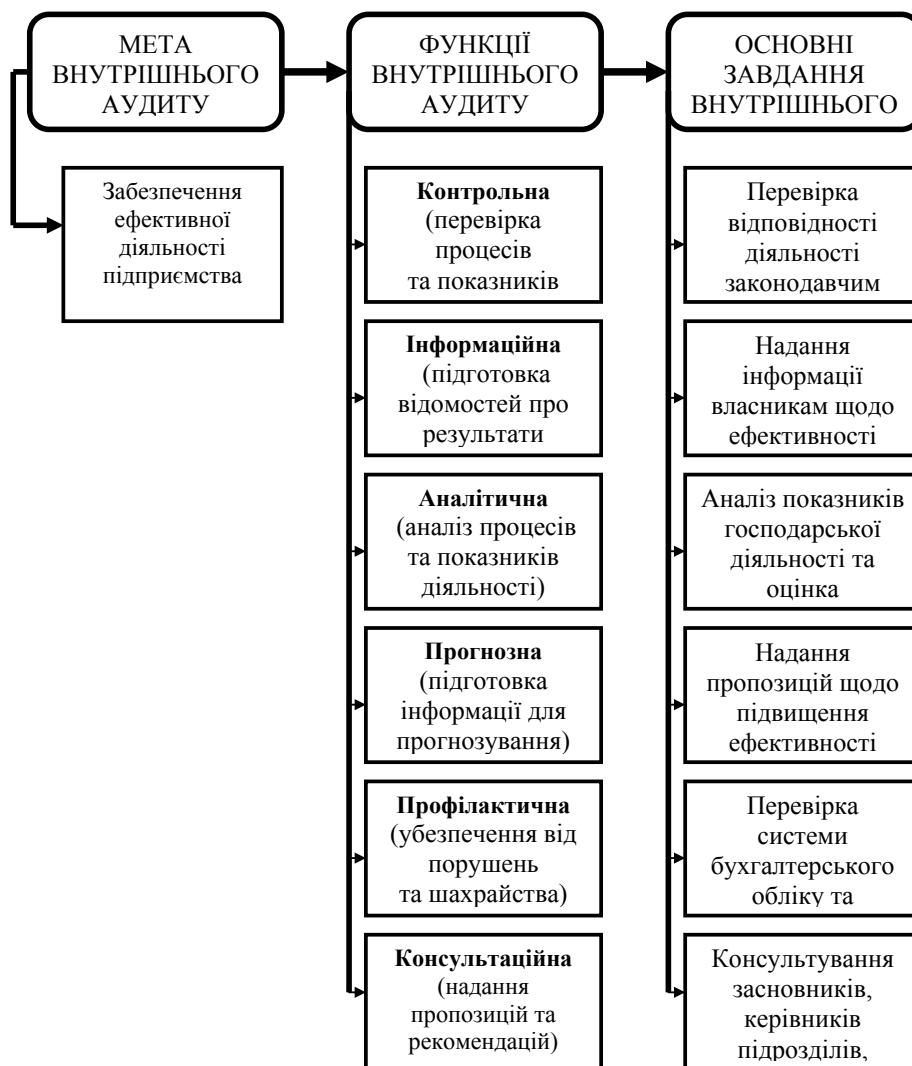 МЕТА
ВНУТРІШНЬОГО
АУДИТУ
Забезпечення
ефективної
діяльності
підприємства
ФУНКЦІЇ
ВНУТРІШНЬОГО
АУДИТУ
Контрольна
(перевірка
процесів
та показників
Інформаційна
(підготовка
відомостей про
результати
Аналітична
(аналіз процесів
та показників
діяльності)
Прогнозна
(підготовка
інформації для
прогнозування)
Профілактична
(убезпечення від
порушень
та шахрайства)
Консультаційна
(надання
пропозицій та
рекомендацій)
ОСНОВНІ
ЗАВДАННЯ
ВНУТРІШНЬОГО
Перевірка
відповідності
діяльності
законодавчим
Надання
інформації
власникам щодо
ефективності
Аналіз показників
господарської
діяльності та
оцінка
Надання
пропозицій щодо
підвищення
ефективності
Перевірка
системи
бухгалтерського
обліку та
Консультування
засновників,
керівників
підрозділів,